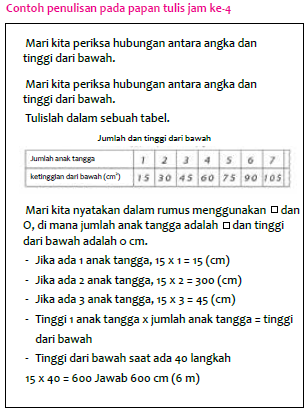 Contoh penulisan pada papan tulis jam ke-4
Mari kita periksa hubungan antara angka dan
tinggi dari bawah.
Mari kita periksa hubungan antara angka dan
tinggi dari bawah.
Tulislah dalam sebuah tabel.
Jumlah dan tinggi dari bawah
Jumlah anak tangga 1 2 3 4 5 6 7
ketinggian dari bawah (cm²) 15 30 45 60 75 90 105
Mari kita nyatakan dalam rumus menggunakan □ dan
O, di mana jumlah anak tangga adalah □ dan tinggi
dari bawah adalah o cm.
- Jika ada 1 anak tangga, 15 x 1 = 15 (cm)
- Jika ada 2 anak tangga, 15 x 2 = 300 (cm)
- Jika ada 3 anak tangga, 15 x 3 = 45 (cm)
- Tinggi 1 anak tangga x jumlah anak tangga = tinggi
dari bawah
- Tinggi dari bawah saat ada 40 langkah
15 x 40 = 600 Jawab 600 cm (6 m)